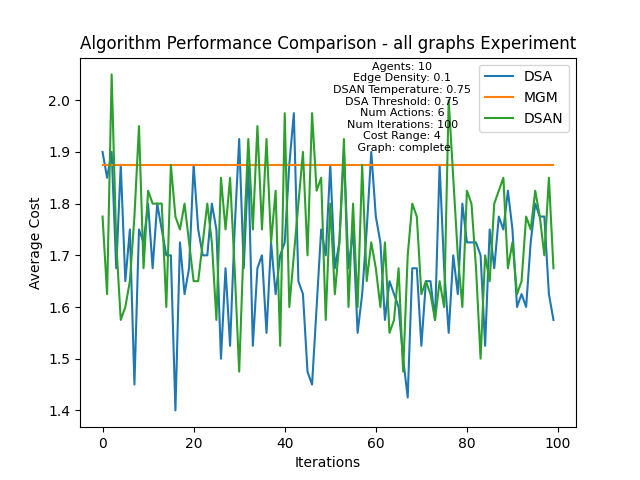 Algorithm Performance Comparison - all graphs Experiment
Agents: 10
Edge Density: 0.1
DSAN Temperature: 0.75
DSA Threshold: 0.75
Num Actions: 6
Num Iterations: 100
Cost Range: 4
Graph: complete
DSA
MGM
DSAN
Average Cost
2.0
1.9
1.8
1.7
1.6
1.5
1.4
0 20 40 60 80 100
Iterations